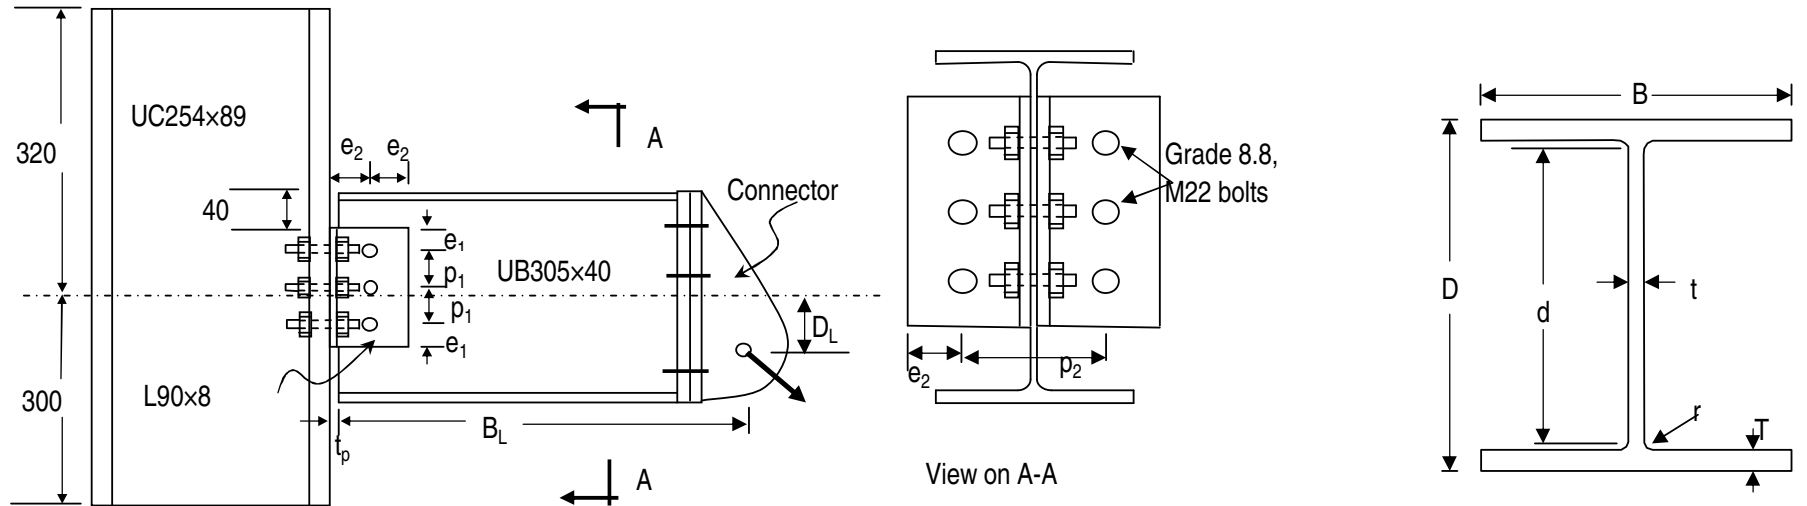 320
UC254×89
e2
e2
A
40
Connector
e1
p1
UB305×40
p1
e1
DL
300
L90×8
tp
BL
A
Grade 8.8,
M22 bolts
e2
p2
View on A-A
B
D
d
t
r
T